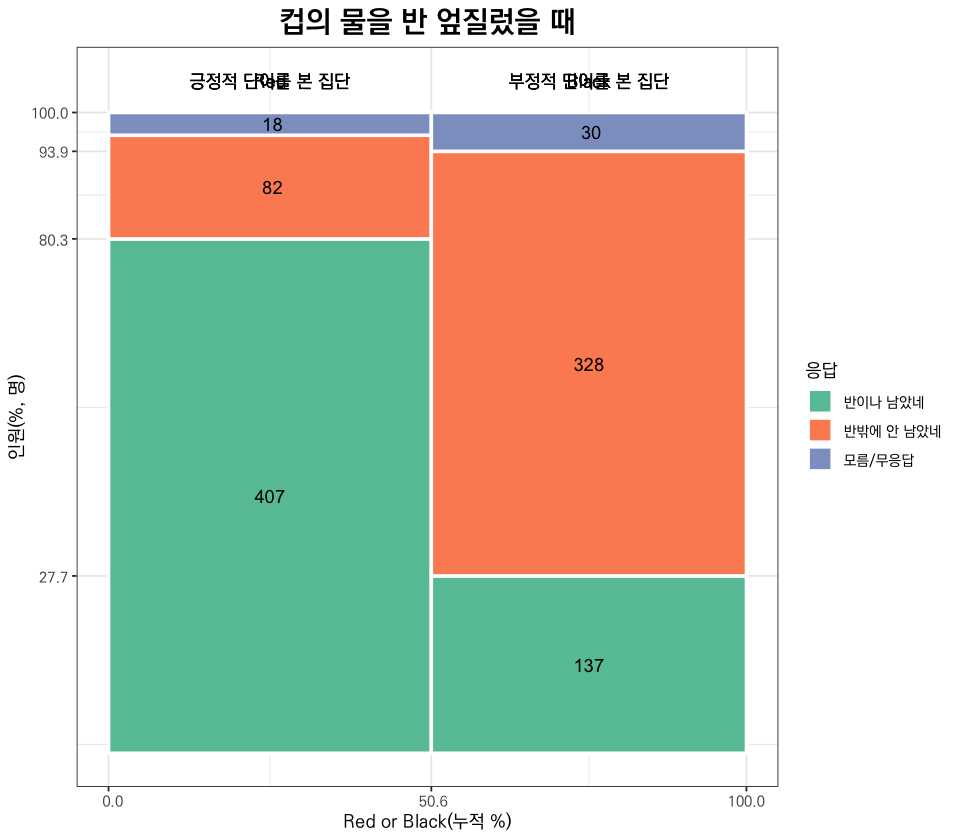 컵의 물을 반 엎질렀을 때
긍정적 단어를 본 집단
Red
부정적 단어를 본 집단
Black
100.0
93.9
80.3
27.7
18
30
82
328
407
137
인원(%, 명)
0.0
50.6
100.0
Red or Black(누적 %)
응답
반이나 남았네
반밖에 안 남았네
모름/무응답